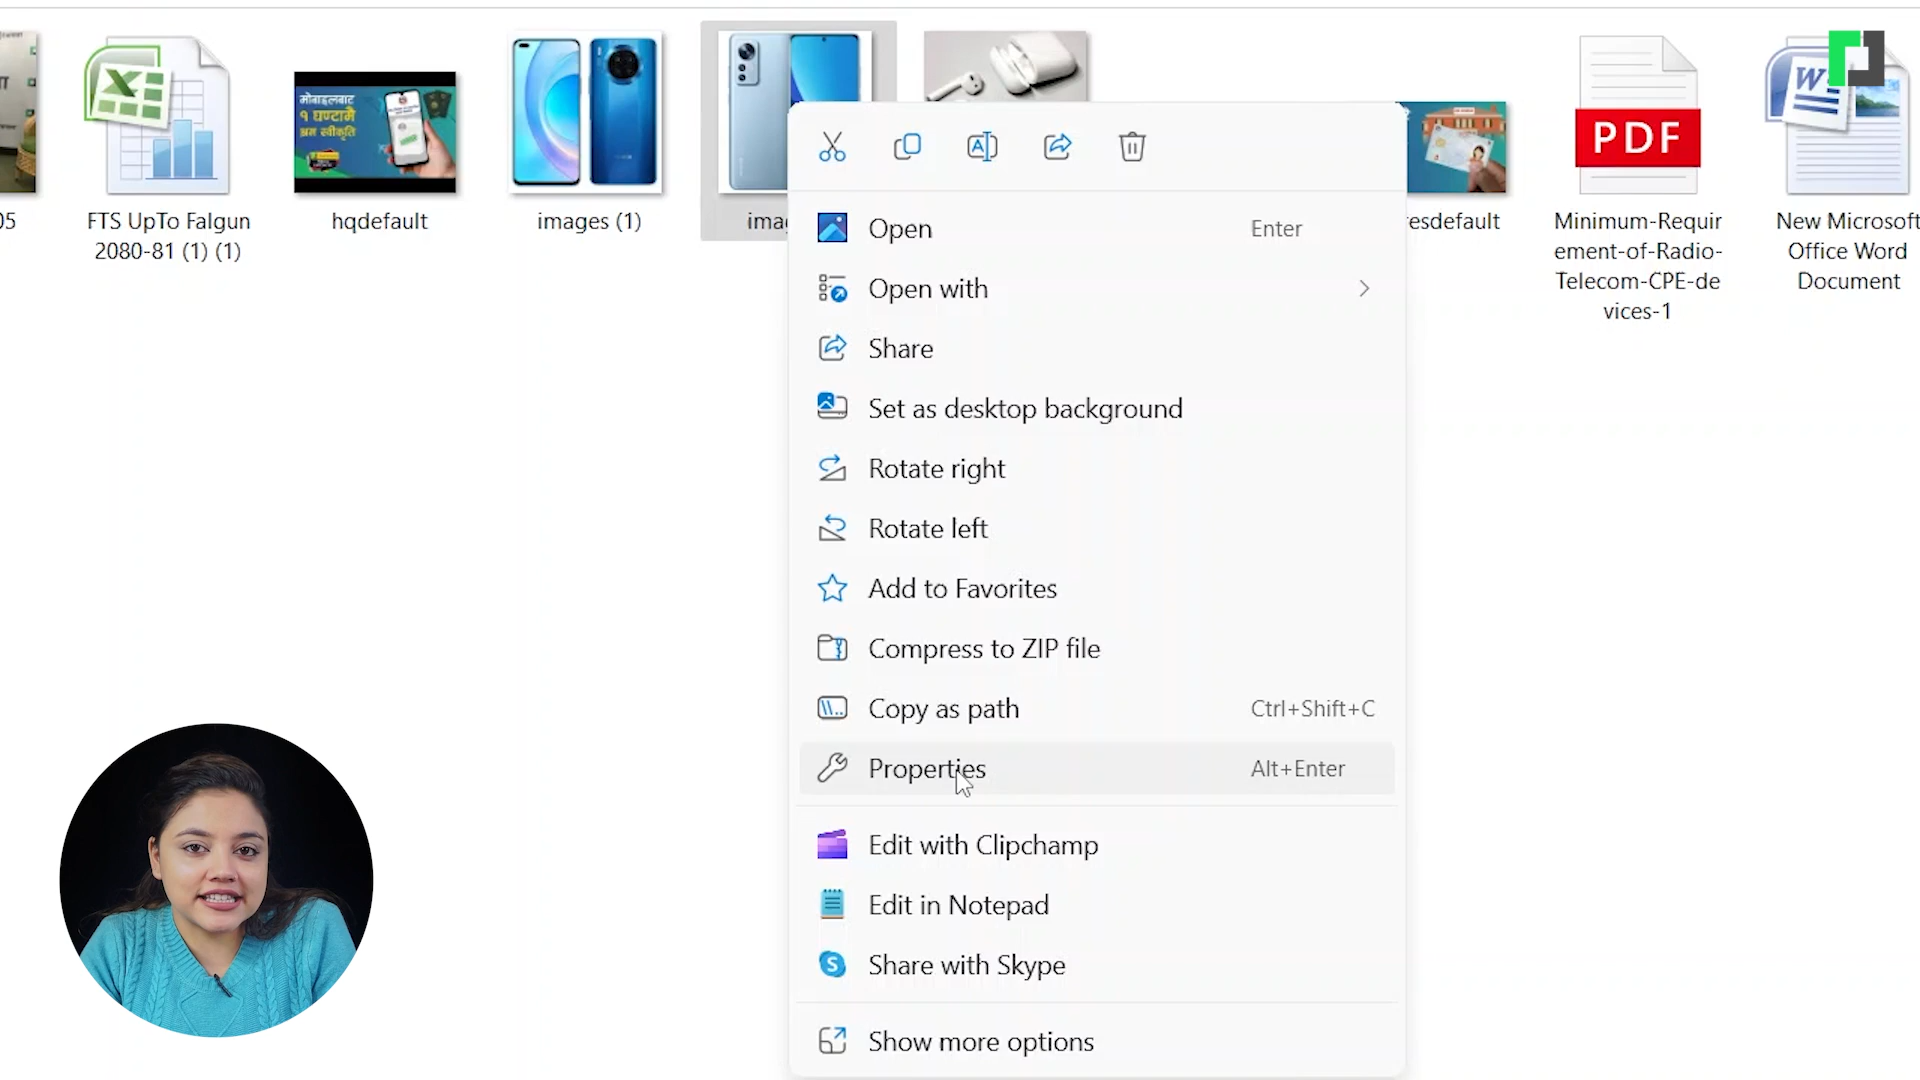 05
FTS UpTo Falgun
2080-81 (1) (1)
मोबाइलबाट
१ घण्टामै
श्रम स्वीकृति
hqdefault
images (1)
imag
esdefault
PDF
Minimum-Requir
ement-of-Radio-
Telecom-CPE-de
vices-1
W
New Microsoft
Office Word
Document
Open Enter
Open with
Share
Set as desktop background
Rotate right
Rotate left
Add to Favorites
Compress to ZIP file
Copy as path Ctrl+Shift+C
Properties Alt+Enter
Edit with Clipchamp
Edit in Notepad
Share with Skype
Show more options